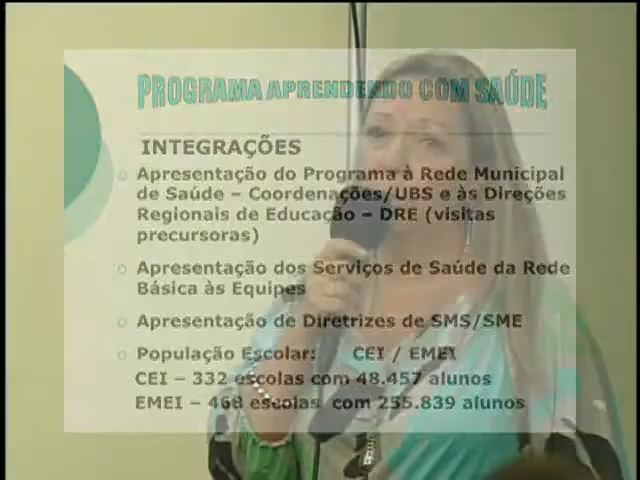 PROGRAMA APRENDENDO COM SAÚDE
INTEGRAÇÕES
Apresentação do Programa à Rede Municipal
de Saúde – Coordenações/UBS e às Direções
Regionais de Educação – DRE (visitas
precursoras)
Apresentação dos Serviços de Saúde da Rede
Básica às Equipes
Apresentação de Diretrizes de SMS/SME
População Escolar: CEI / EMEI
CEI – 332 escolas com 48.457 alunos
EMEI – 468 escolas com 255.839 alunos